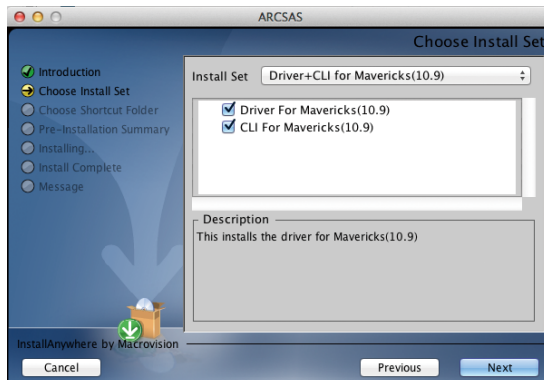 ARCSAS
Choose Install Set
Introduction
Choose Install Set
Choose Shortcut Folder
Pre-Installation Summary
Installing...
Install Complete
Message
Install Set Driver+CLI for Mavericks(10.9)
Driver For Mavericks(10.9)
CLI For Mavericks(10.9)
Description
This installs the driver for Mavericks(10.9)
InstallAnywhere by Macrovision
Cancel Previous Next